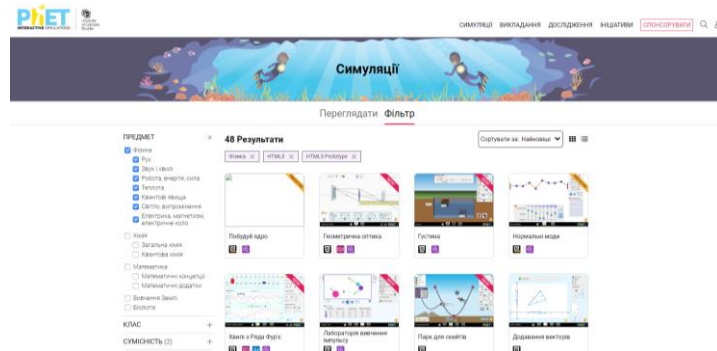 PhET
INTERACTIVE SIMULATIONS
СИМУЛЯЦІЇ ВИКЛАДАННЯ ДОСЛІДЖЕННЯ ІНІЦІАТИВИ СПОНСОРУВАТИ
Симуляції
Переглядати Фільтр
ПРЕДМЕТ ×
Фізика
Рух
Звук і хвилі
Робота, енергія, сила
Теплота
Квантові явища
Світло, випромінення
Електрика, магнетизм,
електричне коло
Хімія
Загальна хімія
Квантова хімія
Математика
Математичні концепції
Математичні додатки
Вивчення Землі
Біологія
КЛАС +
СУМІСНІСТЬ (2) +
48 Результати
Сортувати за: Найновіші
Фізика × HTML5 × HTML5 Prototype ×
Побудуй ядро
Геометрична оптика
Густина
Нормальні моди
Хвилі з Ряда Фур'є
Лабораторія вивчення
імпульсу
Парк для скейтів
Додавання векторів